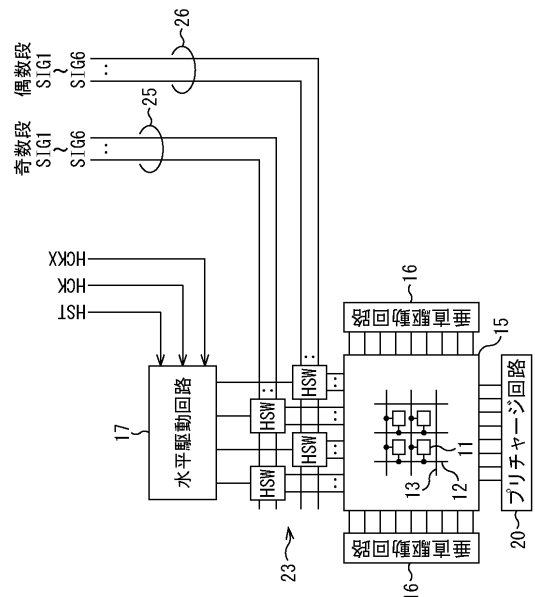 偶数段
SIG1
～
SIG6
26
奇数段
SIG1
～
SIG6
25
HCKX
HCK
HST
17
水平駆動回路
HSW
HSW
HSW
HSW
23
16
垂直駆動回路
15
13
12
11
垂直駆動回路
16
プリチャージ回路
20